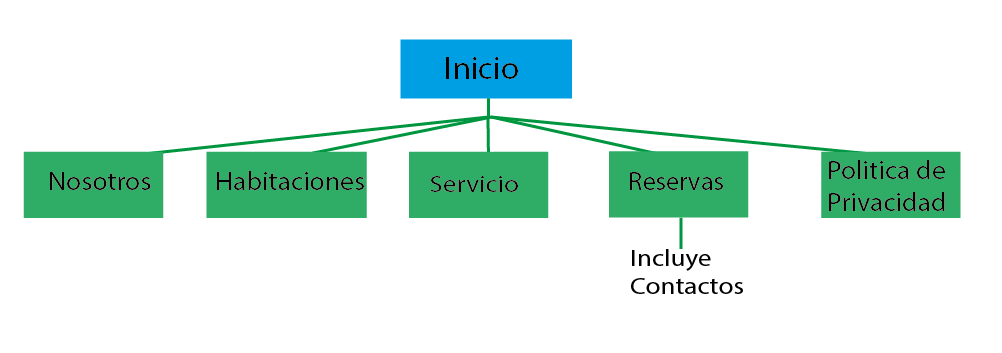 Inicio
Nosotros
Habitaciones
Servicio
Reservas
Politica de
Privacidad
Incluye
Contactos